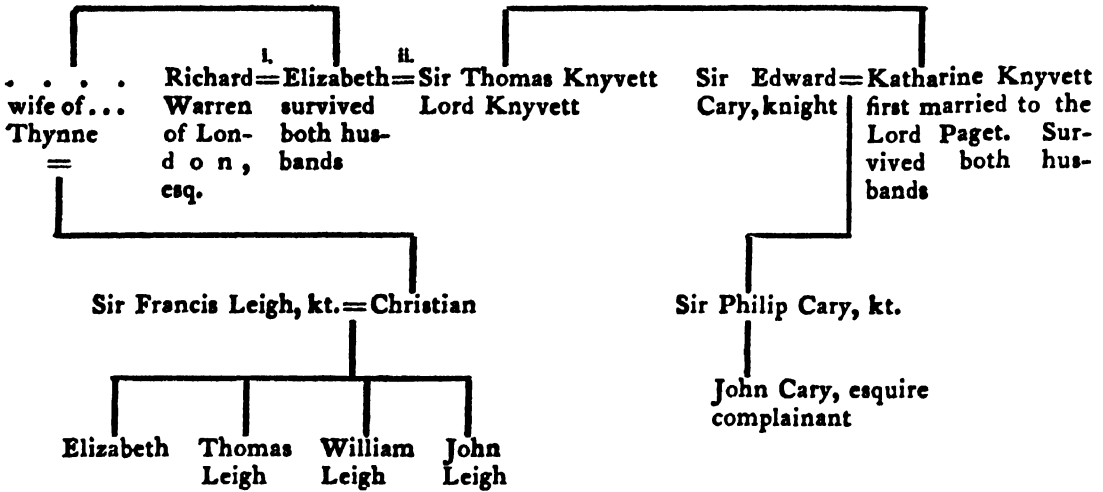 i.
ii.
. . . .
wife of...
Thynne
=
Richard=Elizabeth=Sir Thomas Knyvett
Warren
of Lon-
d o n,
esq.
survived
both hus-
bands
Lord Knyvett
Sir Edward=Katharine Knyvett
Cary, knight
first married to the
Lord Paget. Sur-
vived both hus-
bands
Sir Francis Leigh, kt.=Christian
Sir Philip Cary, kt.
John Cary, esquire
complainant
Elizabeth
Thomas
Leigh
William
Leigh
John
Leigh